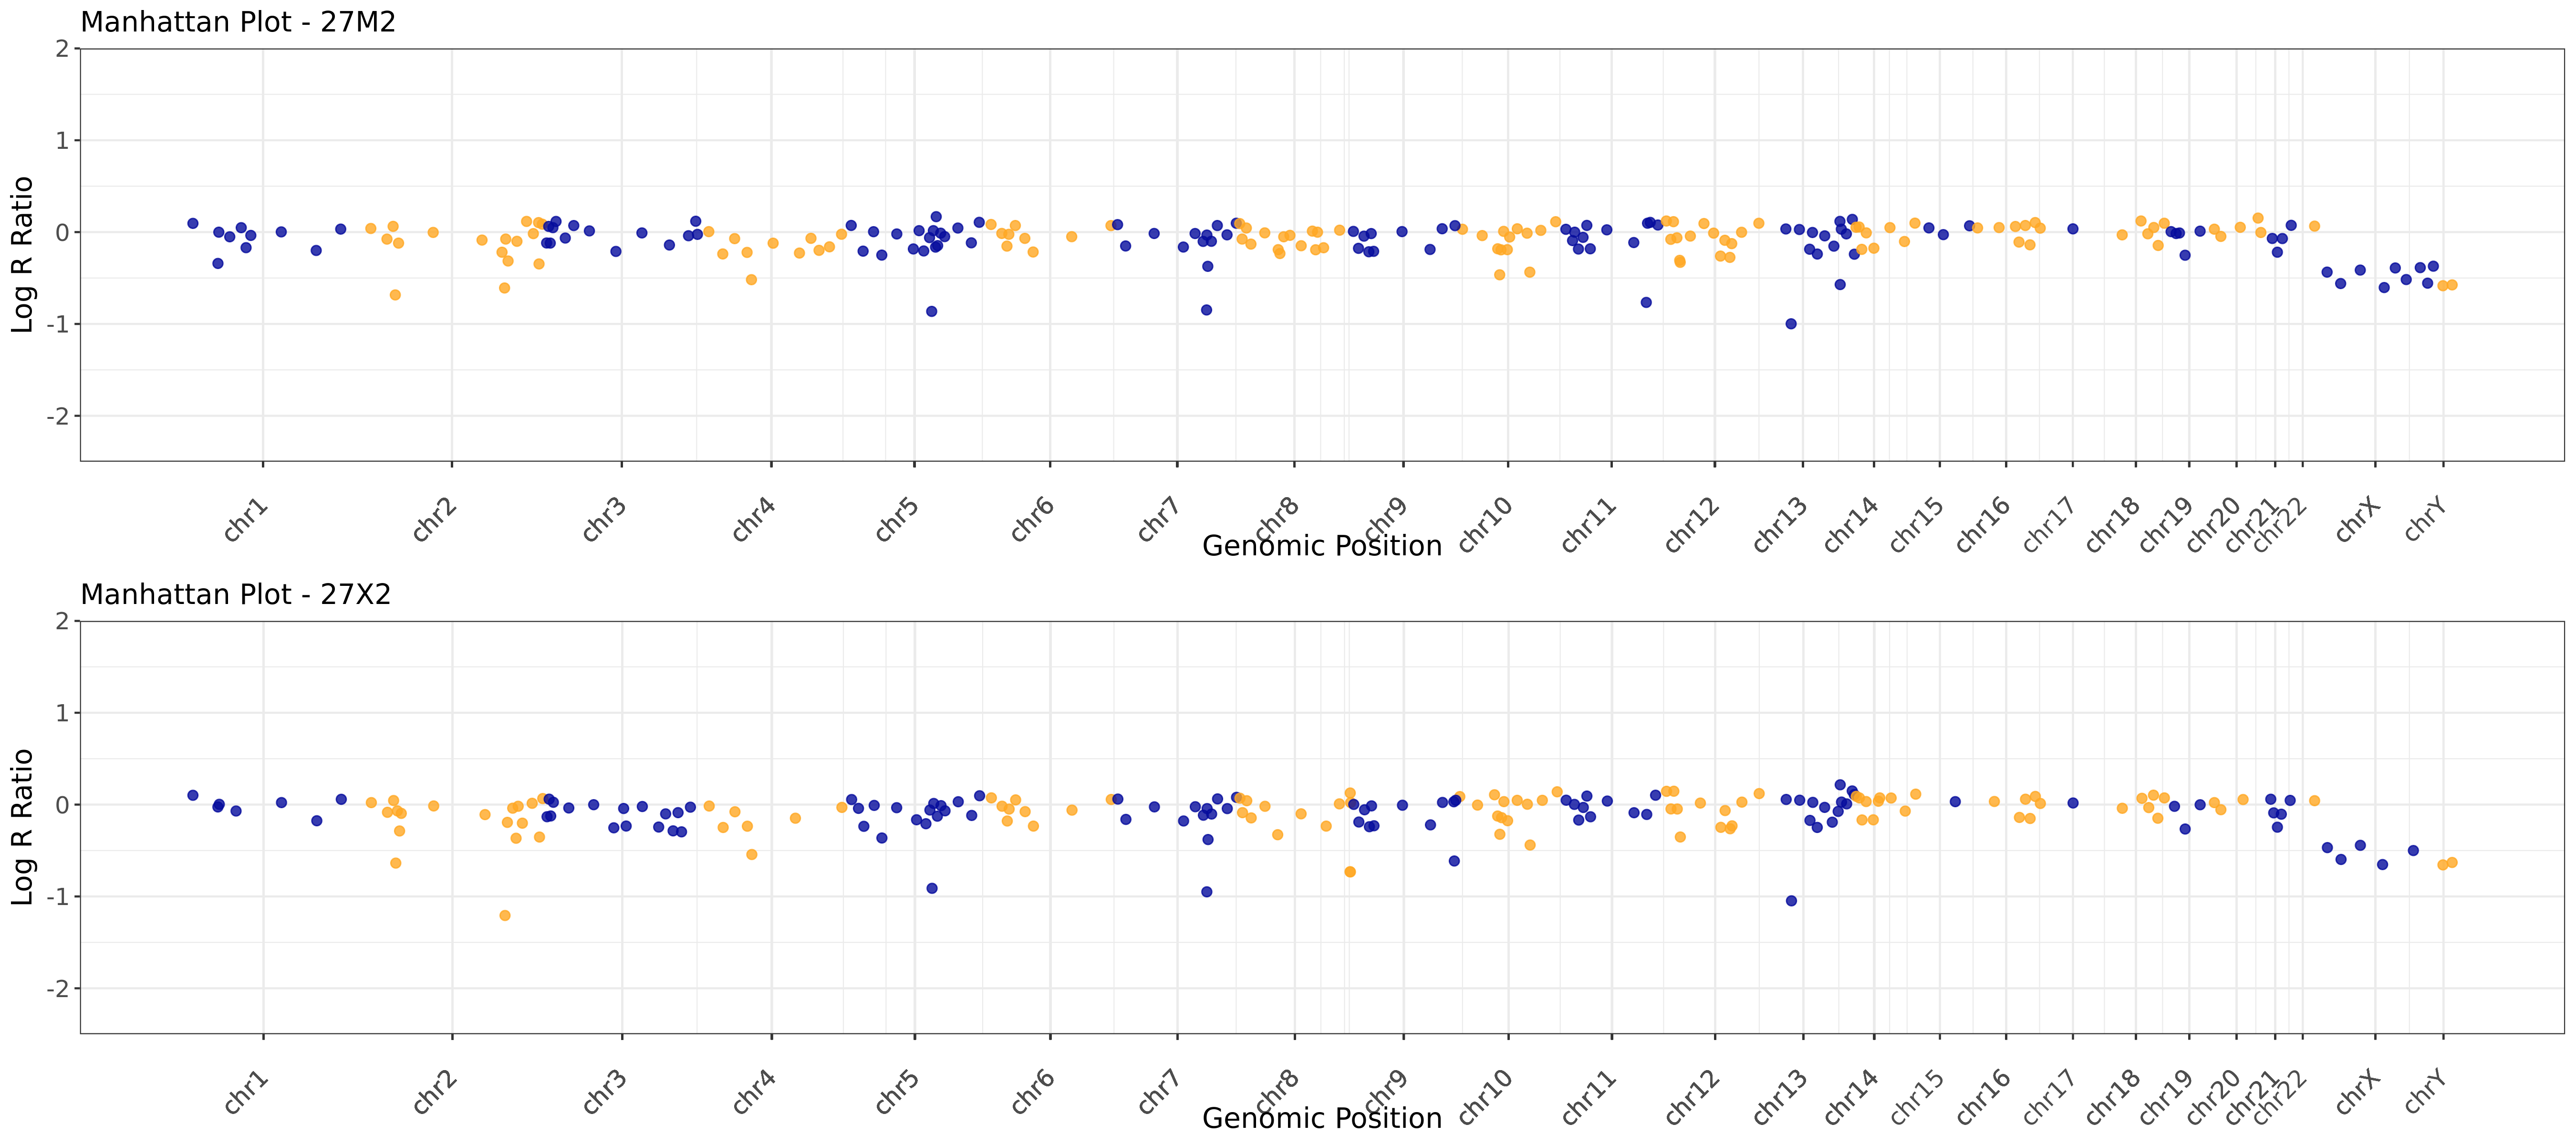 Manhattan Plot - 27M2
Log R Ratio
2
1
0
-1
-2
chr1 chr2 chr3 chr4 chr5 chr6 chr7 chr8 chr9 chr10 chr11 chr12 chr13 chr14 chr15 chr16 chr17 chr18 chr19 chr20 chr21 chr22 chrX chrY
Genomic Position
Manhattan Plot - 27X2
Log R Ratio
2
1
0
-1
-2
chr1 chr2 chr3 chr4 chr5 chr6 chr7 chr8 chr9 chr10 chr11 chr12 chr13 chr14 chr15 chr16 chr17 chr18 chr19 chr20 chr21 chr22 chrX chrY
Genomic Position